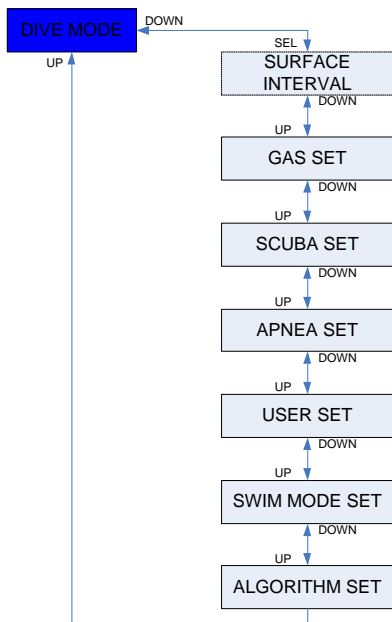 DIVE MODE
DOWN
UP
SEL
SURFACE
INTERVAL
DOWN
UP
GAS SET
DOWN
UP
SCUBA SET
DOWN
UP
APNEA SET
DOWN
UP
USER SET
DOWN
UP
SWIM MODE SET
DOWN
UP
ALGORITHM SET